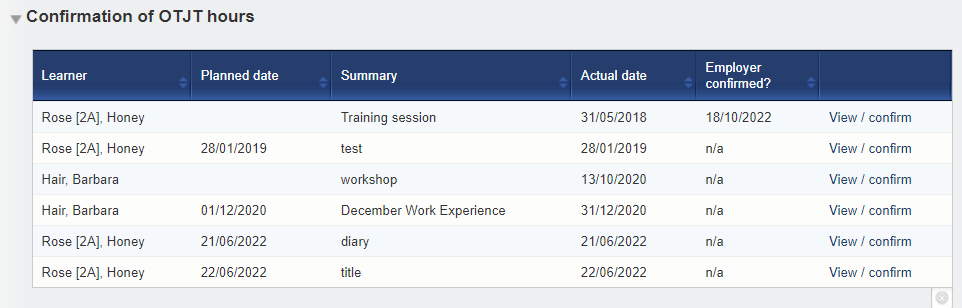 Confirmation of OTJT hours
Learner Planned date Summary Actual date Employer confirmed?
Rose [2A], Honey Training session 31/05/2018 18/10/2022 View / confirm
Rose [2A], Honey 28/01/2019 test 28/01/2019 n/a View / confirm
Hair, Barbara workshop 13/10/2020 n/a View / confirm
Hair, Barbara 01/12/2020 December Work Experience 31/12/2020 n/a View / confirm
Rose [2A], Honey 21/06/2022 diary 21/06/2022 n/a View / confirm
Rose [2A], Honey 22/06/2022 title 22/06/2022 n/a View / confirm